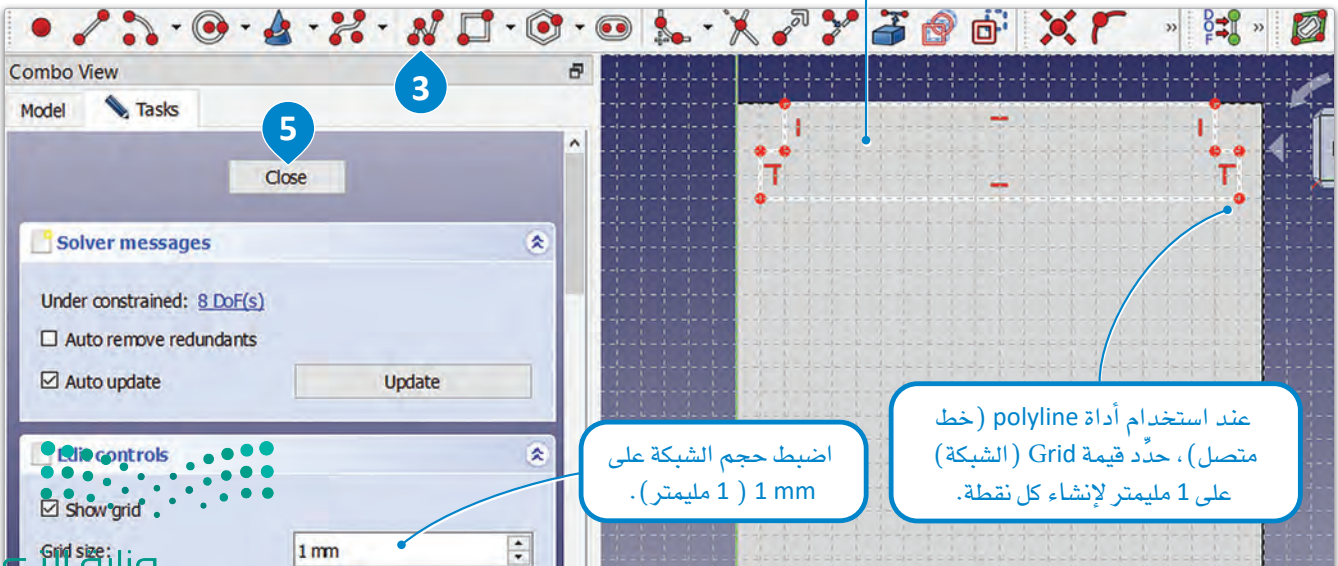 3
Combo View
Model
Tasks
5
Close
Solver messages
Under constrained: 8 DoF(s)
Auto remove redundants
Auto update
Update
Edit controls
Show grid
Grid size:
1 mm
اضبط حجم الشبكة على
1 mm ( 1 مليمتر).
عند استخدام أداة polyline (خط
متصل)، حدِّد قيمة Grid (الشبكة)
على 1 مليمتر لإنشاء كل نقطة.